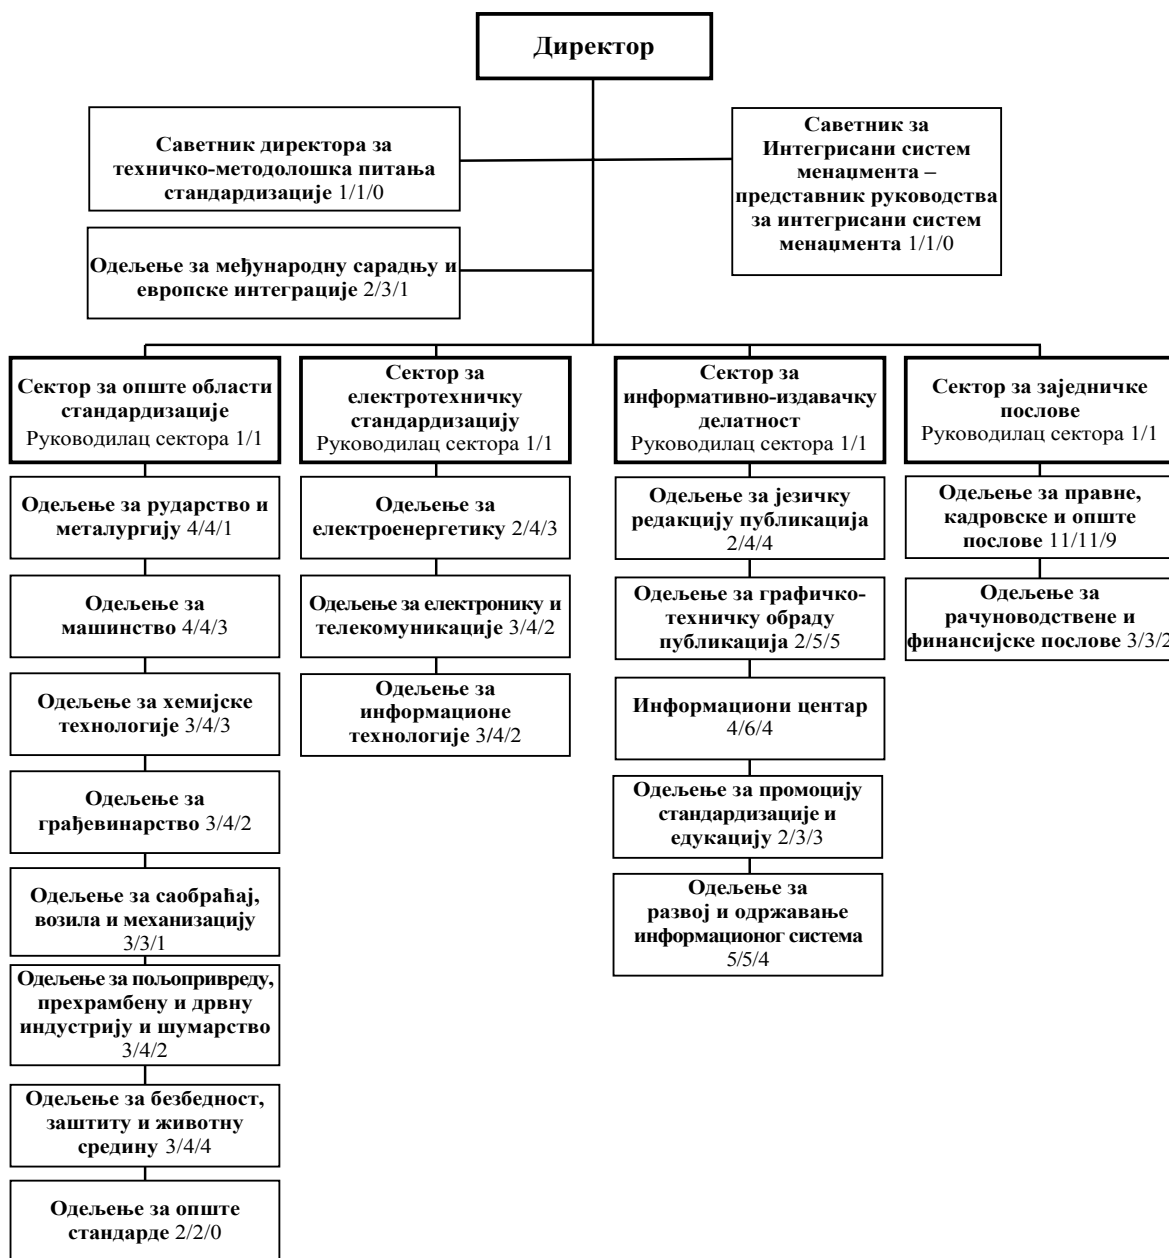 Директор
Саветник директора за
техничко-методолошка питања
стандардизације 1/1/0
Саветник за
Интегрисани систем
менаџмента –
представник руководства
за интегрисани систем
менаџмента 1/1/0
Одељење за међународну сарадњу и
европске интеграције 2/3/1
Сектор за опште области
стандардизације
Руководилац сектора 1/1
Одељење за рударство и
металургију 4/4/1
Одељење за
машинство 4/4/3
Одељење за хемијске
технологије 3/4/3
Одељење за
грађевинарство 3/4/2
Одељење за саобраћај,
возила и механизацију
3/3/1
Одељење за пољопривреду,
прехрамбену и дрвну
индустрију и шумарство
3/4/2
Одељење за безбедност,
заштиту и животну
средину 3/4/4
Одељење за опште
стандарде 2/2/0
Сектор за
електротехничку
стандардизацију
Руководилац сектора 1/1
Одељење за
електроенергетику 2/4/3
Одељење за електронику и
телекомуникације 3/4/2
Одељење за
информационе
технологије 3/4/2
Сектор за
информативно-издавачку
делатност
Руководилац сектора 1/1
Одељење за језичку
редакцију публикација
2/4/4
Одељење за графичко-
техничку обраду
публикација 2/5/5
Информациони центар
4/6/4
Одељење за промоцију
стандардизације и
едукацију 2/3/3
Одељење за
развој и одржавање
информационог система
5/5/4
Сектор за заједничке
послове
Руководилац сектора 1/1
Одељење за правне,
кадровске и опште
послове 11/11/9
Одељење за
рачуноводствене и
финансијске послове 3/3/2